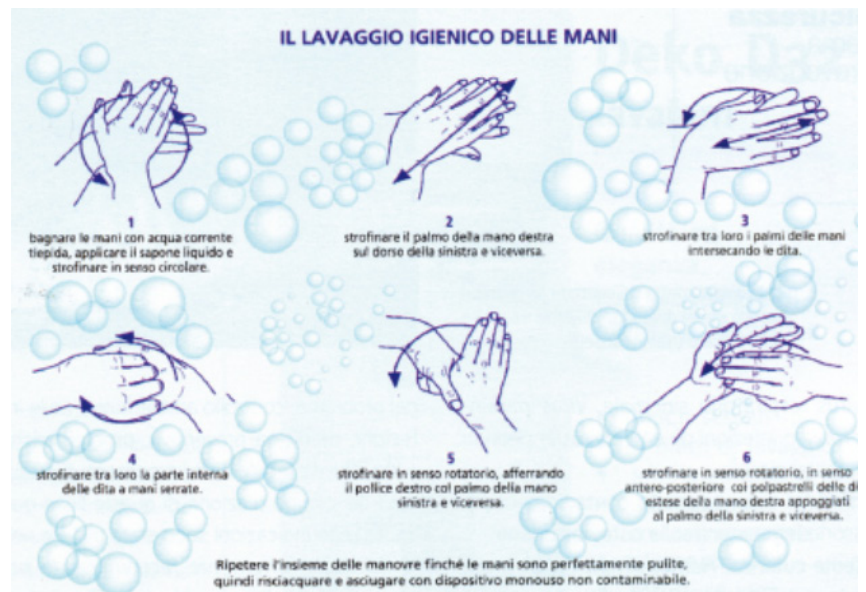 IL LAVAGGIO IGIENICO DELLE MANI
1
bagnare le mani con acqua corrente
tiepida, applicare il sapone liquido e
strofinare in senso circolare.
2
strofinare il palmo della mano destra
sul dorso della sinistra e viceversa.
3
strofinare tra loro i palmi delle mani
intersecando le dita.
4
strofinare tra loro la parte interna
delle dita a mani serrate.
5
strofinare in senso rotatorio, afferrando
il pollice destro col palmo della mano
sinistra e viceversa.
6
strofinare in senso rotatorio, in senso
antero-posteriore coi polpastrelli delle di
estese della mano destra appoggiati
al palmo della sinistra e viceversa.
Ripetere l'insieme delle manovre finché le mani sono perfettamente pulite,
quindi risciacquare e asciugare con dispositivo monouso non contaminabile.